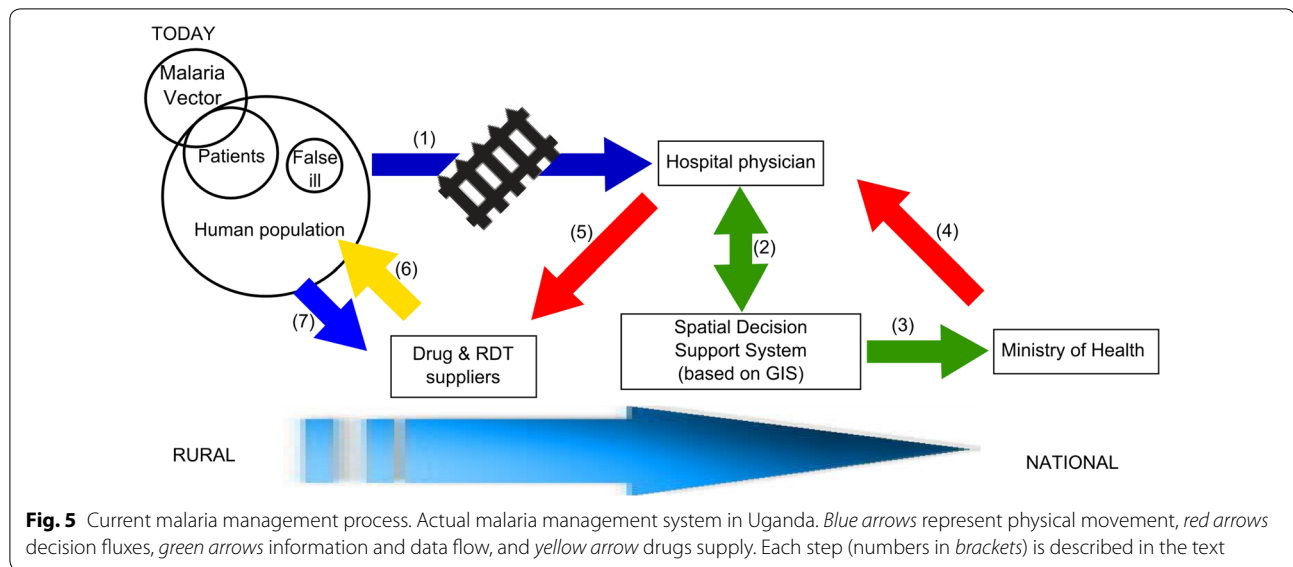 TODAY
Malaria
Vector
Patients
False
ill
Human population
(1)
Hospital physician
(2)
(3)
(4)
(5)
(6)
(7)
Drug & RDT
suppliers
Spatial Decision
Support System
(based on GIS)
Ministry of Health
RURAL
NATIONAL
Fig. 5 Current malaria management process. Actual malaria management system in Uganda. Blue arrows represent physical movement, red arrows
decision fluxes, green arrows information and data flow, and yellow arrow drugs supply. Each step (numbers in brackets) is described in the text